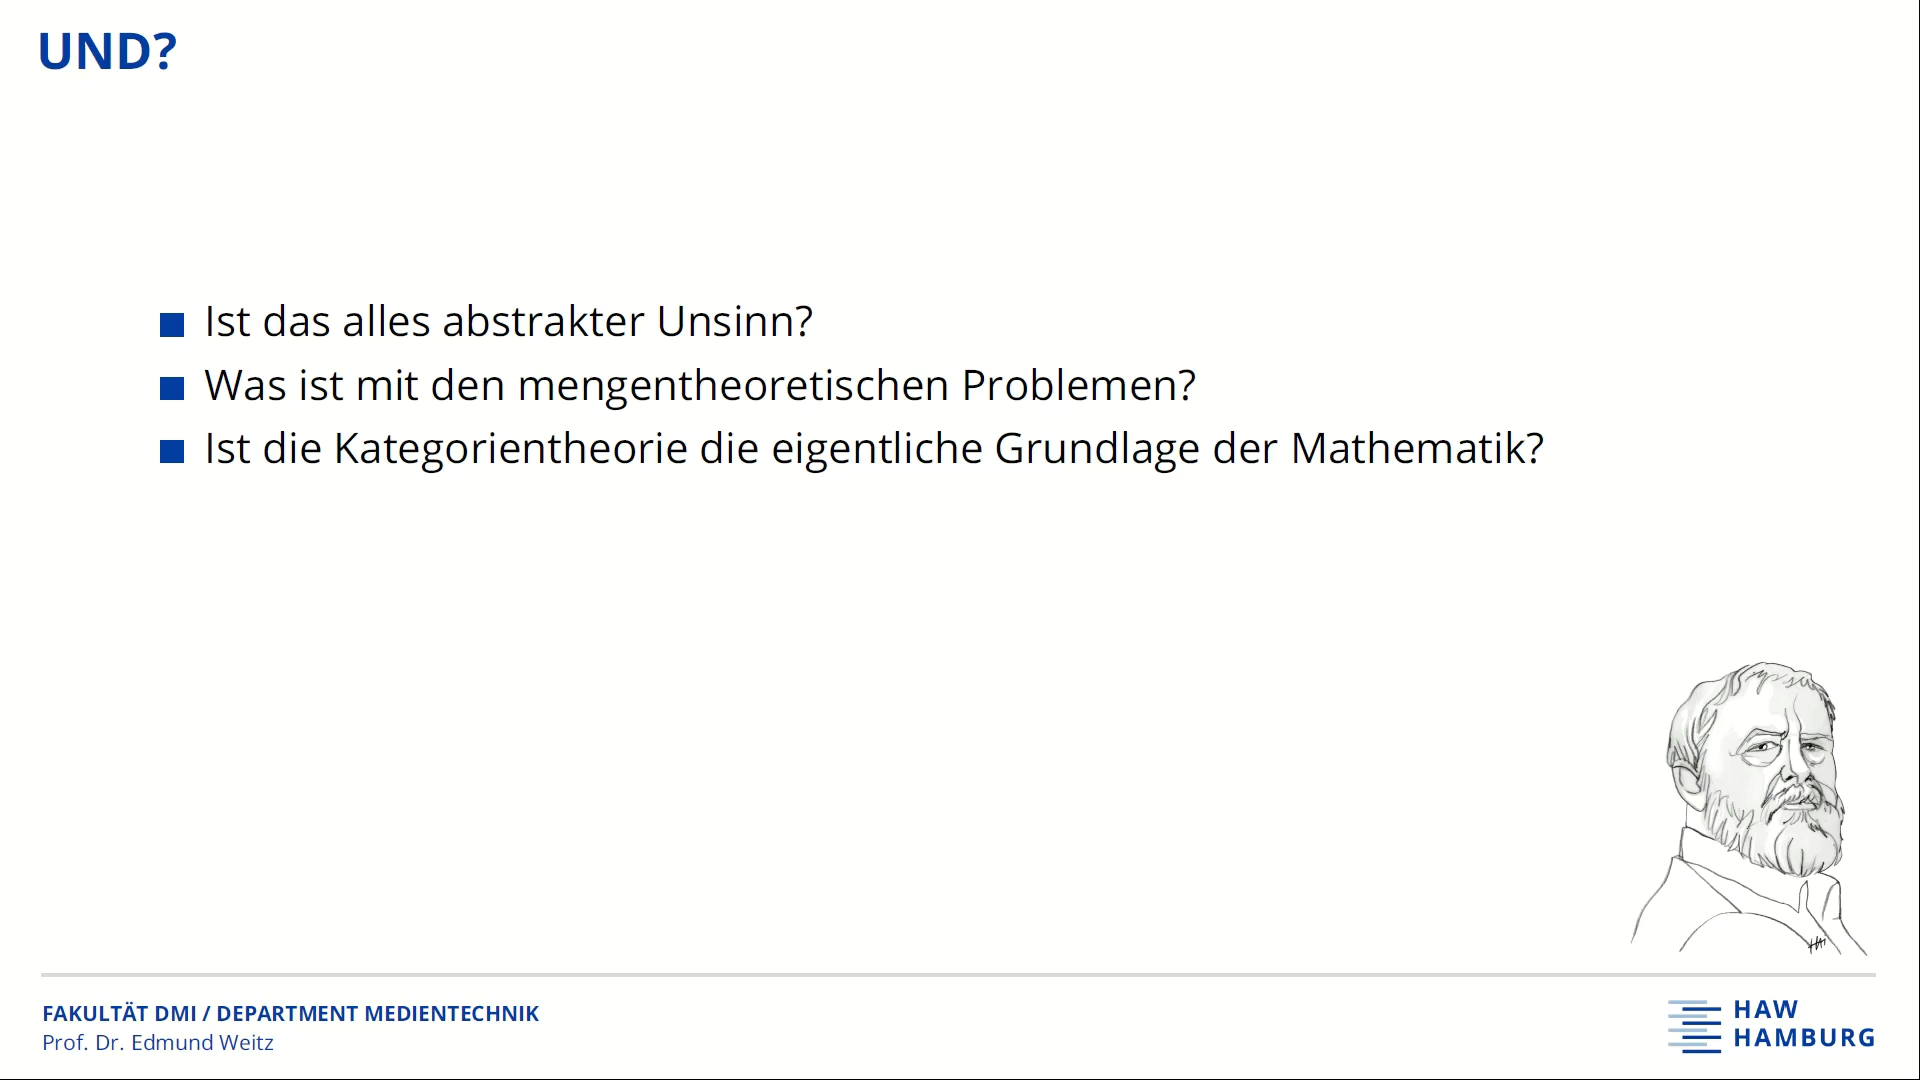 UND?
Ist das alles abstrakter Unsinn?
Was ist mit den mengentheoretischen Problemen?
Ist die Kategorientheorie die eigentliche Grundlage der Mathematik?
FAKULTÄT DMI / DEPARTMENT MEDIENTECHNIK
Prof. Dr. Edmund Weitz
HAW
HAMBURG